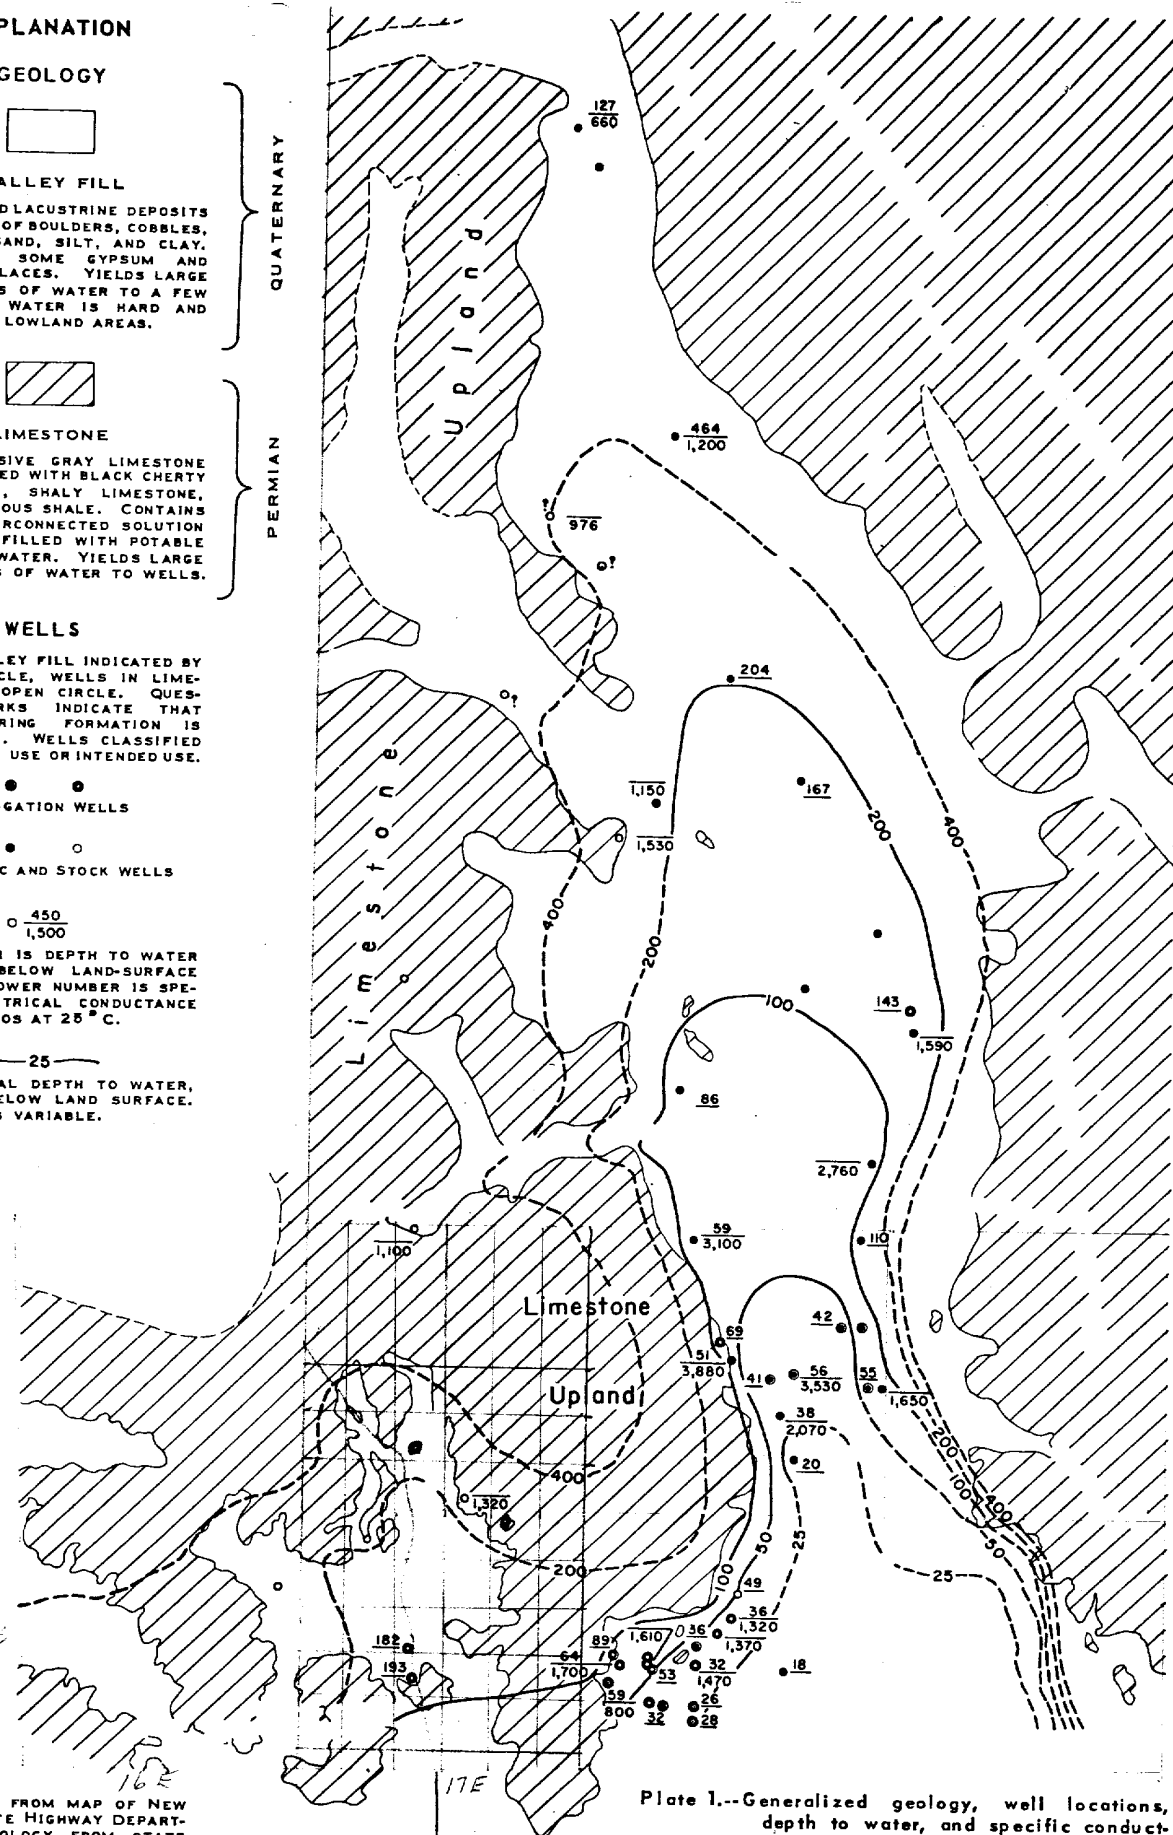 PLANATION
GEOLOGY
ALLEY FILL
D LACUSTRINE DEPOSITS
OF BOULDERS, COBBLES,
SAND, SILT, AND CLAY.
SOME GYPSUM AND
LACES. YIELDS LARGE
S OF WATER TO A FEW
WATER IS HARD AND
LOWLAND AREAS.
QUATERNARY
IMESTONE
SIVE GRAY LIMESTONE
ED WITH BLACK CHERTY
, SHALY LIMESTONE,
OUS SHALE. CONTAINS
RCONNECTED SOLUTION
FILLED WITH POTABLE
WATER. YIELDS LARGE
S OF WATER TO WELLS.
PERMIAN
WELLS
LEY FILL INDICATED BY
CLE, WELLS IN LIME-
OPEN CIRCLE. QUES-
RKS INDICATE THAT
RING FORMATION IS
. WELLS CLASSIFIED
USE OR INTENDED USE.
GATION WELLS
C AND STOCK WELLS
450
1,500
IS DEPTH TO WATER
BELOW LAND-SURFACE
OWER NUMBER IS SPE-
TRICAL CONDUCTANCE
OS AT 25°C.
25
AL DEPTH TO WATER,
ELOW LAND SURFACE.
S VARIABLE.
127
660
Upland
464
1,200
?
976
?
204
?
1,150
167
1,530
200
400
Limestone
400
200
100
143
1,590
86
2,760
59
3,100
110
1,100
Limestone
42
69
51
3,880
41
56
3,530
55
1,650
Upland
38
2,070
20
200
100
400
50
400
1,320
25
50
200
100
25
49
36
1,320
1,370
36
1,610
89
182
64
1,700
53
32
1,470
18
193
59
800
32
26
28
16E
17E
FROM MAP OF NEW
TE HIGHWAY DEPART-
OLOGY FROM STATE
Plate 1.--Generalized geology, well locations,
depth to water, and specific conduct-